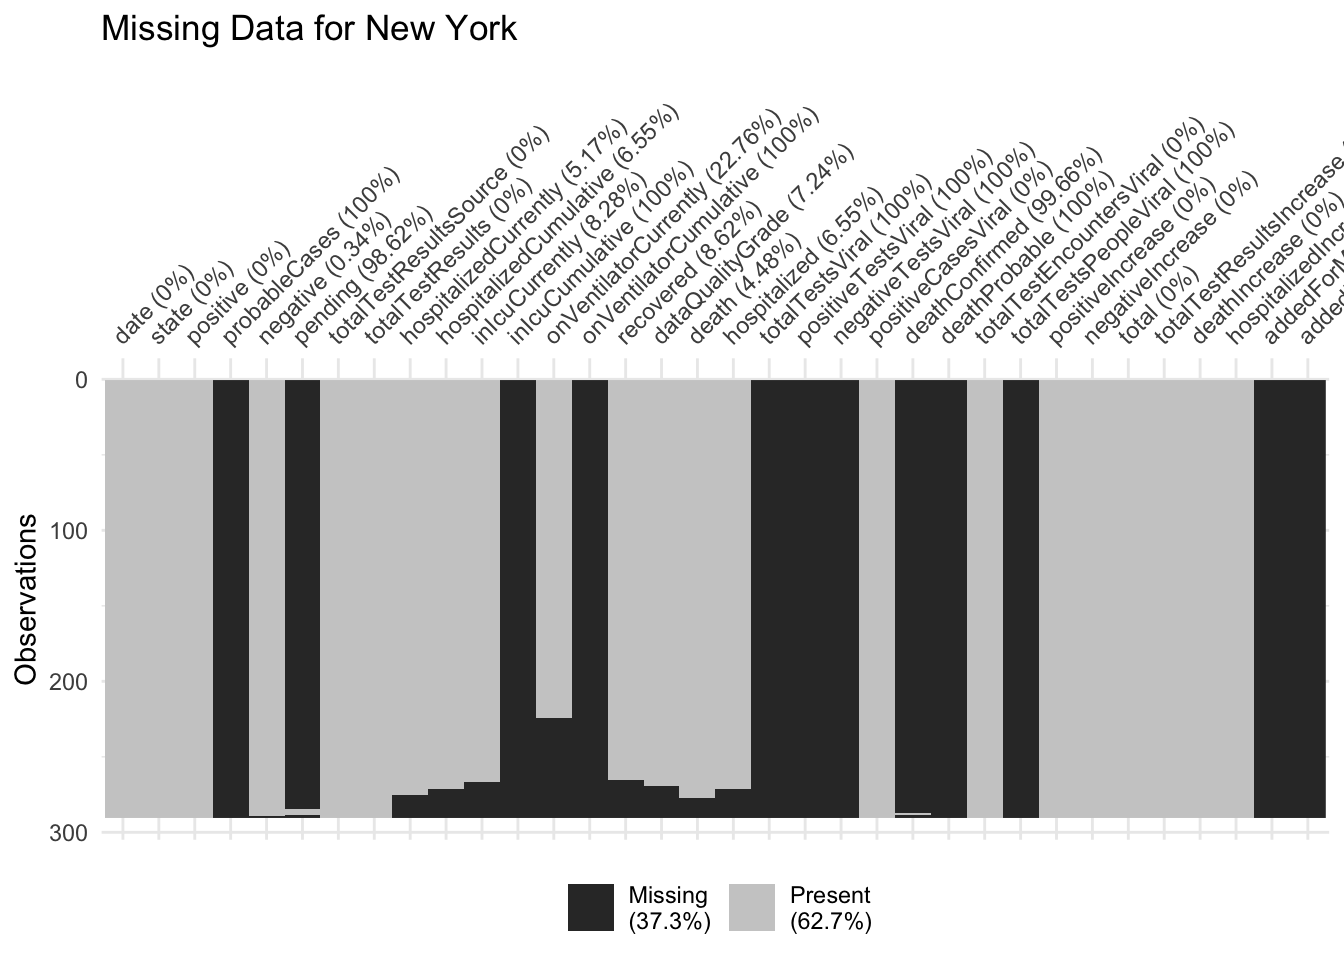 Missing Data for New York
date (0%)
state (0%)
positive (0%)
probableCases (100%)
negative (0.34%)
pending (98.62%)
totalTestResultsSource (0%)
totalTestResults (0%)
hospitalizedCurrently (5.17%)
hospitalizedCumulative (6.55%)
inIcuCurrently (8.28%)
inIcuCumulative (100%)
onVentilatorCurrently (22.76%)
onVentilatorCumulative (100%)
recovered (8.62%)
dataQualityGrade (7.24%)
death (4.48%)
hospitalized (6.55%)
totalTestsViral (100%)
positiveTestsViral (100%)
negativeTestsViral (100%)
positiveCasesViral (0%)
deathConfirmed (99.66%)
deathProbable (100%)
totalTestEncountersViral (0%)
totalTestsPeopleViral (100%)
positiveIncrease (0%)
negativeIncrease (0%)
total (0%)
totalTestResultsIncrease
deathIncrease (0%)
0
100
200
300
Observations
Missing
(37.3%)
Present
(62.7%)